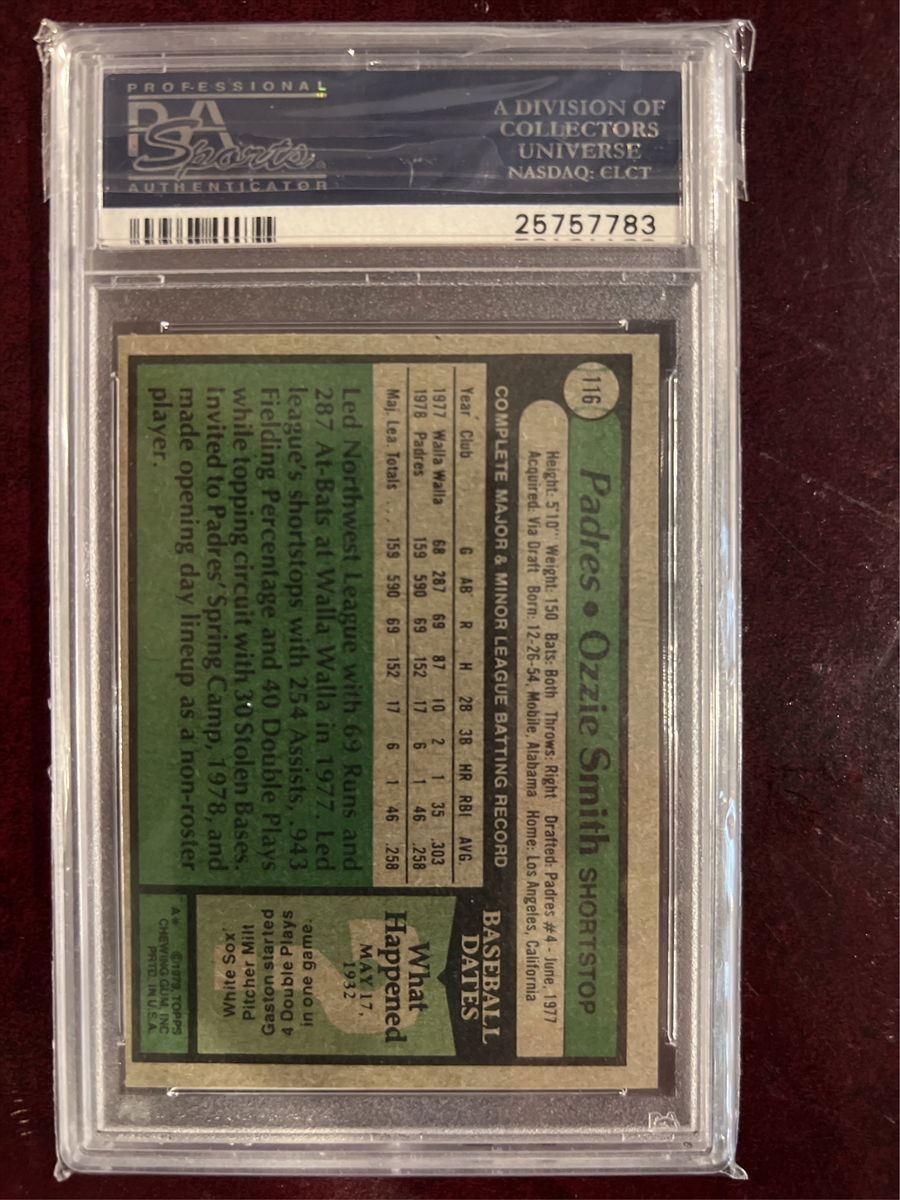 PROFESSIONAL
PSA
Sports
AUTHENTICATOR
A DIVISION OF
COLLECTORS
UNIVERSE
NASDAQ: CLCT
25757783
116
Padres • Ozzie Smith SHORTSTOP
Height: 5'10" Weight: 150 Bats: Both Throws: Right Drafted: Padres #4 - June, 1977
Acquired: Via Draft Born: 12-26-54, Mobile, Alabama Home: Los Angeles, California
COMPLETE MAJOR & MINOR LEAGUE BATTING RECORD
Year Club G AB R H 2B 3B HR RBI AVG.
1977 Walla Walla 68 287 69 87 10 2 1 35 .303
1978 Padres 159 590 69 152 17 6 1 46 .258
Maj. Lea. Totals . . . 159 590 69 152 17 6 1 46 .258
Led Northwest League with 69 Runs and
287 At-Bats at Walla Walla in 1977. Led
league's shortstops with 254 Assists, .943
Fielding Percentage and 40 Double Plays
while topping circuit with 30 Stolen Bases.
Invited to Padres' Spring Camp, 1978, and
made opening day lineup as a non-roster
player.
BASEBALL
DATES
What
Happened
MAY 17,
1932
2
White Sox'
Pitcher Milt
Gaston started
4 Double Plays
in one game.
A* ©1979, TOPPS
CHEWING GUM, INC
PRTD. IN U.S.A.
PSA